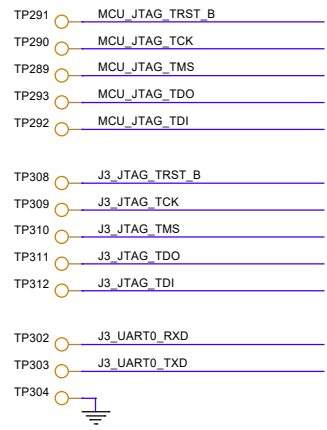 TP291 MCU_JTAG_TRST_B
TP290 MCU_JTAG_TCK
TP289 MCU_JTAG_TMS
TP293 MCU_JTAG_TDO
TP292 MCU_JTAG_TDI
TP308 J3_JTAG_TRST_B
TP309 J3_JTAG_TCK
TP310 J3_JTAG_TMS
TP311 J3_JTAG_TDO
TP312 J3_JTAG_TDI
TP302 J3_UART0_RXD
TP303 J3_UART0_TXD
TP304